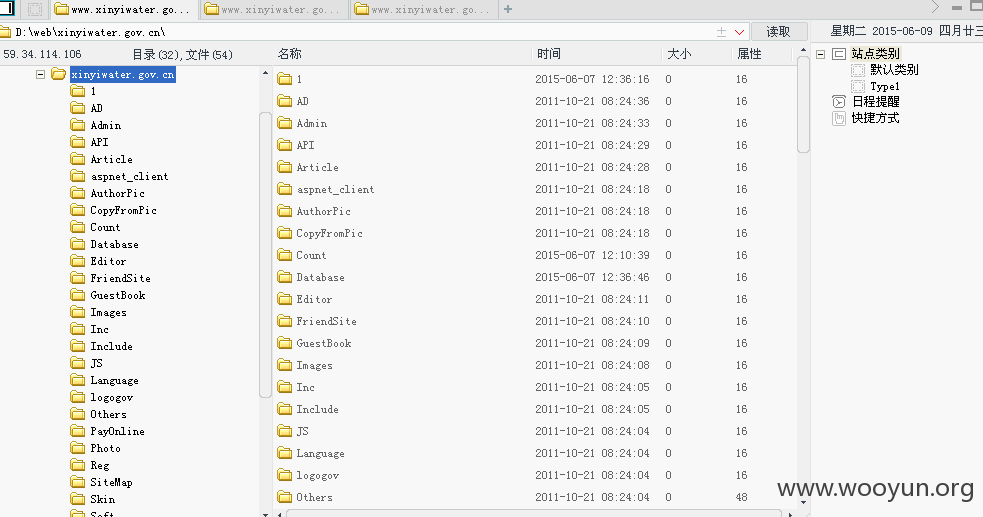 www.xinyiwater.go...
www.xinyiwater.go...
www.xinyiwater.go...
D:\web\xinyiwater.gov.cn\
读取
星期二 2015-06-09 四月廿三
59.34.114.106 目录(32),文件(54)
名称 时间 大小 属性
xinyiwater.gov.cn
1
AD
Admin
API
Article
aspnet_client
AuthorPic
CopyFromPic
Count
Database
Editor
FriendSite
GuestBook
Images
Inc
Include
JS
Language
logogov
Others
PayOnline
Photo
Reg
SiteMap
Skin
Soft
1 2015-06-07 12:36:16 0 16
AD 2011-10-21 08:24:36 0 16
Admin 2011-10-21 08:24:33 0 16
API 2011-10-21 08:24:29 0 16
Article 2011-10-21 08:24:28 0 16
aspnet_client 2011-10-21 08:24:18 0 16
AuthorPic 2011-10-21 08:24:18 0 16
CopyFromPic 2011-10-21 08:24:18 0 16
Count 2015-06-07 12:10:39 0 16
Database 2015-06-07 12:36:46 0 16
Editor 2011-10-21 08:24:11 0 16
FriendSite 2011-10-21 08:24:10 0 16
GuestBook 2011-10-21 08:24:09 0 16
Images 2011-10-21 08:24:08 0 16
Inc 2011-10-21 08:24:05 0 16
Include 2011-10-21 08:24:05 0 16
JS 2011-10-21 08:24:04 0 16
Language 2011-10-21 08:24:04 0 16
logogov 2011-10-21 08:24:04 0 16
Others 2011-10-21 08:24:04 0 48
站点类别
默认类别
Type1
日程提醒
快捷方式
www.wooyun.org